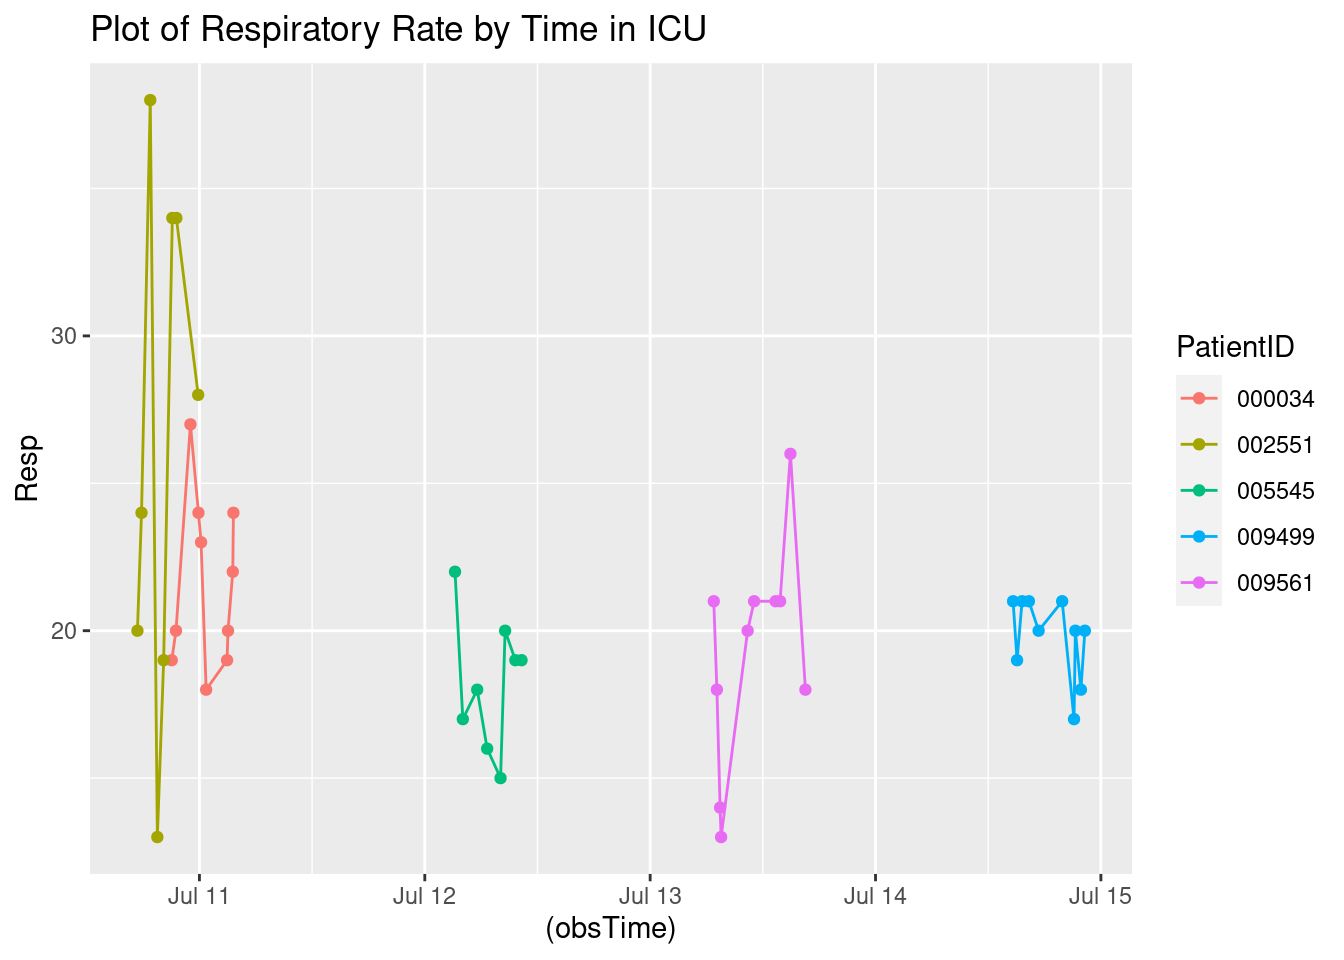 Plot of Respiratory Rate by Time in ICU
30
20
Resp
Jul 11
Jul 12
Jul 13
Jul 14
Jul 15
(obsTime)
PatientID
000034
002551
005545
009499
009561